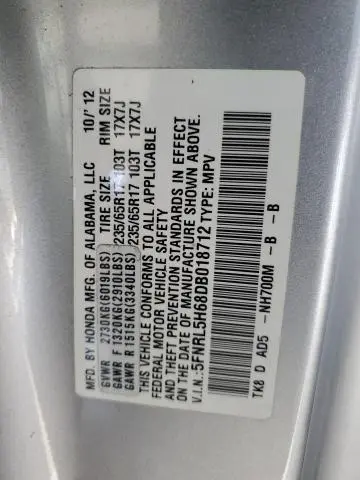 MFD. BY HONDA MFG. OF ALABAMA, LLC 10/'12
GVWR 2730KG(6019LBS) TIRE SIZE RIM SIZE
GAWR F 1320KG(2910LBS) 235/65R17 103T 17X7J
GAWR R 1515KG(3340LBS) 235/65R17 103T 17X7J
THIS VEHICLE CONFORMS TO ALL APPLICABLE
FEDERAL MOTOR VEHICLE SAFETY
AND THEFT PREVENTION STANDARDS IN EFFECT
ON THE DATE OF MANUFACTURE SHOWN ABOVE.
V.I.N.:5FNRL5H68DB018712 TYPE: MPV
TK8 D AD5 -NH700M - B - B